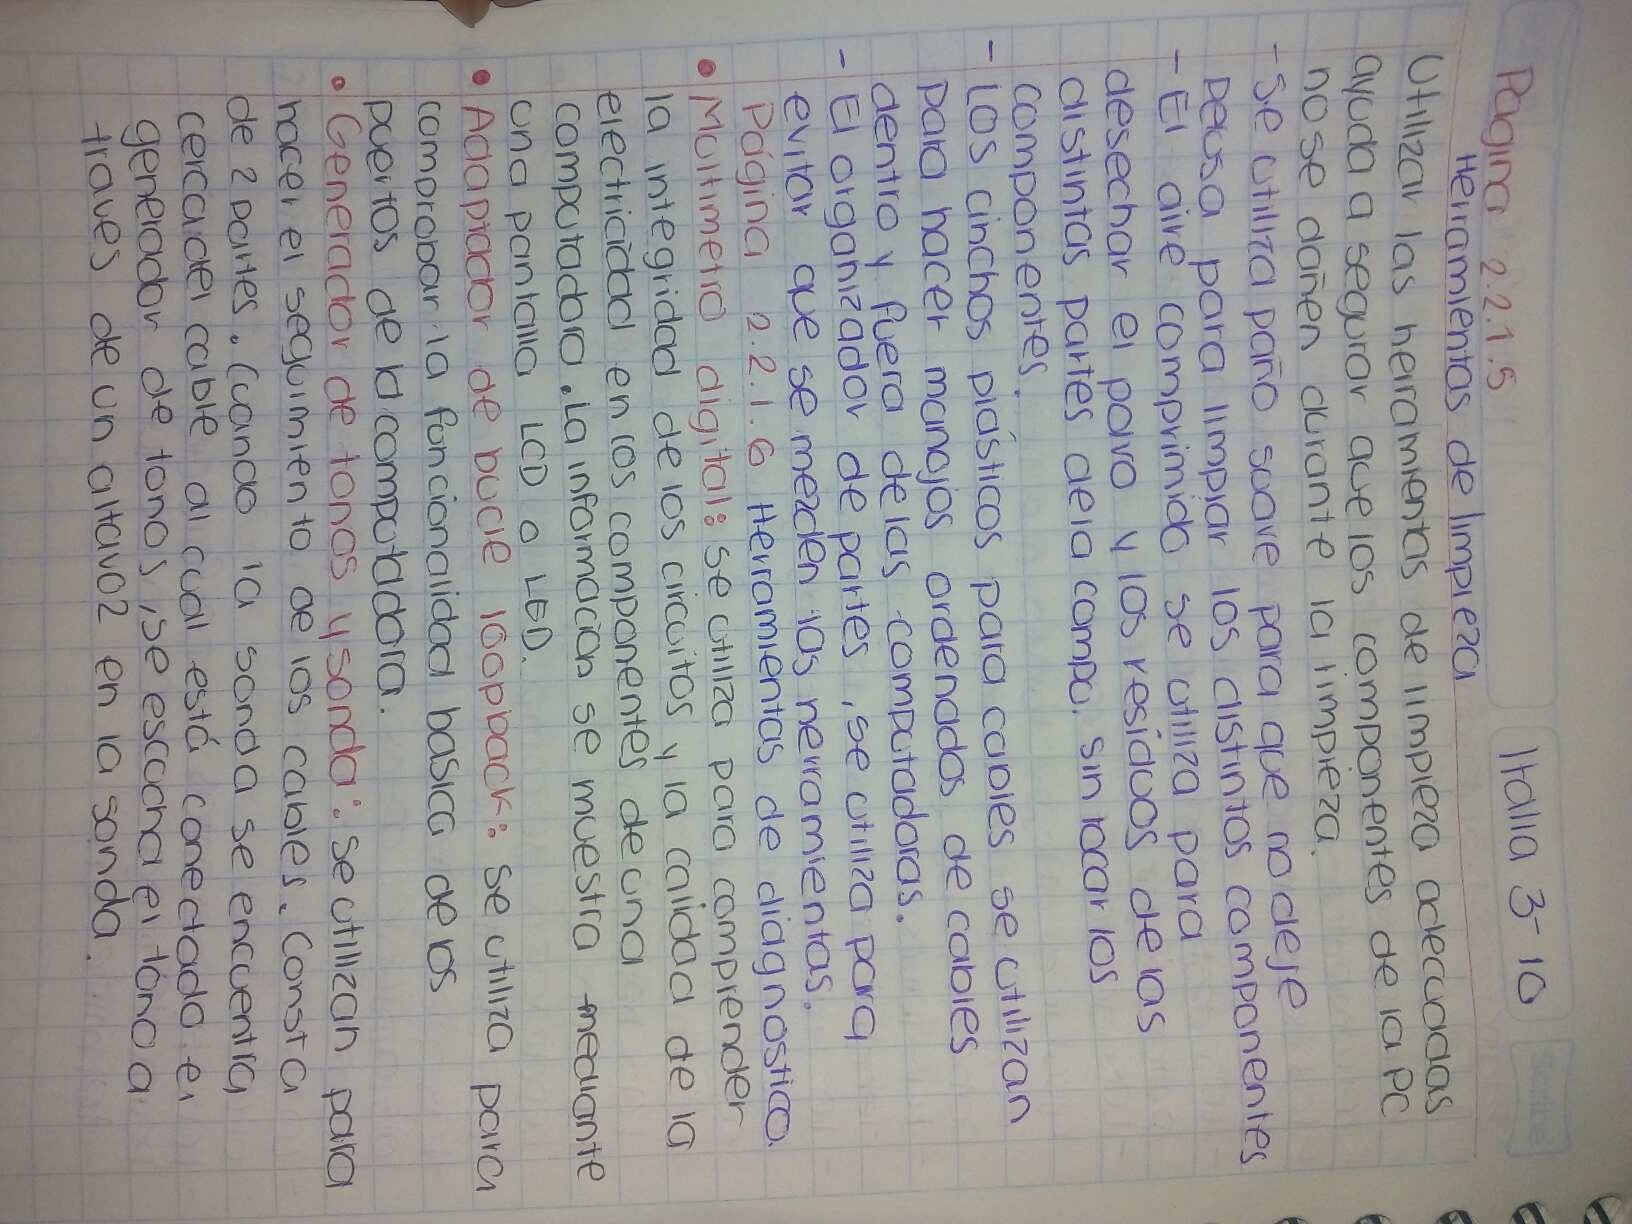 Pagina 2.2.1.5 Italia 3-10
Herramientas de limpieza
Utilizar las herramientas de limpieza adecuadas
ayuda a segurar que los componentes de la PC
no se dañen durante la limpieza.
- Se utiliza paño suave para que no deje
pelusa para limpiar los distintos componentes
- El aire comprimido se utiliza para
desechar el polvo y los residuos de las
distintas partes de la compu. sin tocar los
componentes.
- Los cinchos plásticos para cables se utilizan
para hacer manojos ordenados de cables
dentro y fuera de las computadoras.
- El organizador de partes, se utiliza para
evitar que se mezclen las herramientas.
Página 2.2.1.6 Herramientas de diagnostico.
• Multimetro digital: se utiliza para comprender
la integridad de los circuitos y la calidad de la
electricidad en los componentes de una
computadora. La información se muestra mediante
una pantalla LCD o LED.
• Adaptador de bucle loopback: Se utiliza para
comprobar la funcionalidad basica de los
puertos de la computadora.
• Generador de tonos y sonda: Se utilizan para
hacer el seguimiento de los cables. Consta
de 2 partes. Cuando la sonda se encuentra
cerca del cable al cual está conectado el
generador de tonos, se escucha el tono a
traves de un altavoz en la sonda.